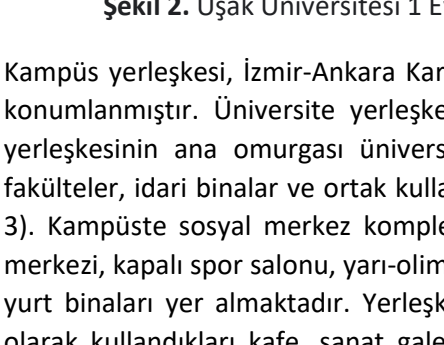 Şekil 2. Uşak Üniversitesi 1 E
Kampüs yerleşkesi, İzmir-Ankara Kar
konumlanmıştır. Üniversite yerleşke
yerleşkesinin ana omurgası ünivers
fakülteler, idari binalar ve ortak kulla
3). Kampüste sosyal merkez komple
merkezi, kapalı spor salonu, yarı-olim
yurt binaları yer almaktadır. Yerleşk
olarak kullandıkları kafe, sanat gale